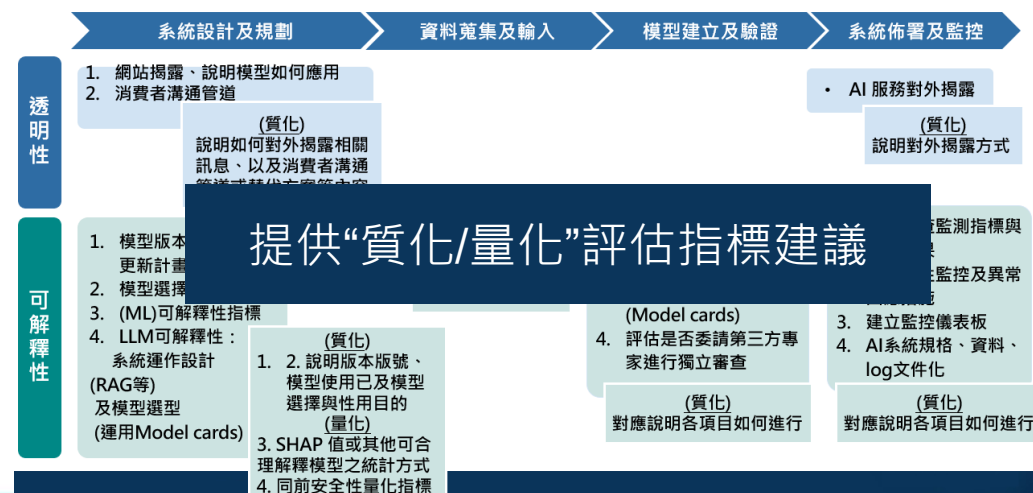 系統設計及規劃
資料蒐集及輸入
模型建立及驗證
系統佈署及監控
透明性
1. 網站揭露、說明模型如何應用
2. 消費者溝通管道
(質化)
說明如何對外揭露相關
訊息、以及消費者溝通
• AI 服務對外揭露
(質化)
說明對外揭露方式
提供“質化/量化”評估指標建議
可解釋性
1. 模型版本
更新計畫
2. 模型選擇
3. (ML)可解釋性指標
4. LLM可解釋性：
系統運作設計
(RAG等)
及模型選型
(運用Model cards)
(質化)
1. 2. 說明版本版號、
模型使用已及模型
選擇與性用目的
(量化)
3. SHAP 值或其他可合
理解釋模型之統計方式
4. 同前安全性量化指標
(Model cards)
4. 評估是否委請第三方專
家進行獨立審查
(質化)
對應說明各項目如何進行
監測指標與
監控及異常
3. 建立監控儀表板
4. AI系統規格、資料、
log文件化
(質化)
對應說明各項目如何進行